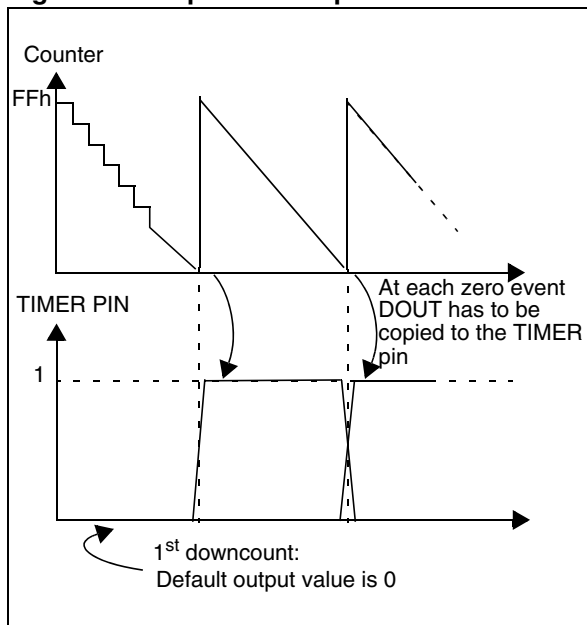 Counter
FFh
At each zero event
DOUT has to be
copied to the TIMER
pin
TIMER PIN
1
1st downcount:
Default output value is 0